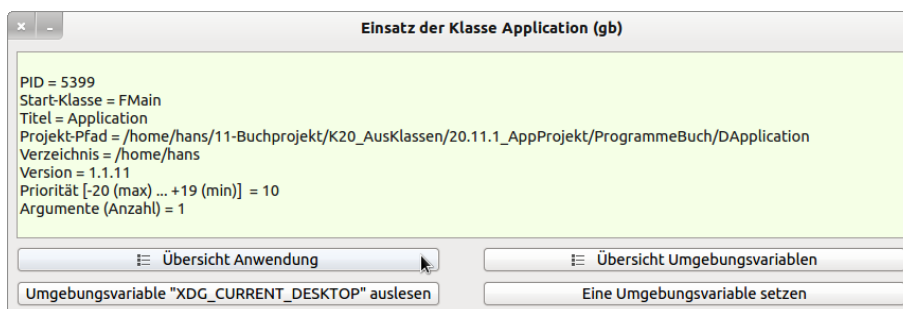 Einsatz der Klasse Application (gb)
PID = 5399
Start-Klasse = FMain
Titel = Application
Projekt-Pfad = /home/hans/11-Buchprojekt/K20_AusKlassen/20.11.1_AppProjekt/ProgrammeBuch/DApplication
Verzeichnis = /home/hans
Version = 1.1.11
Priorität [-20 (max) ... +19 (min)]  = 10
Argumente (Anzahl) = 1
Übersicht Anwendung
Übersicht Umgebungsvariablen
Umgebungsvariable "XDG_CURRENT_DESKTOP" auslesen
Eine Umgebungsvariable setzen